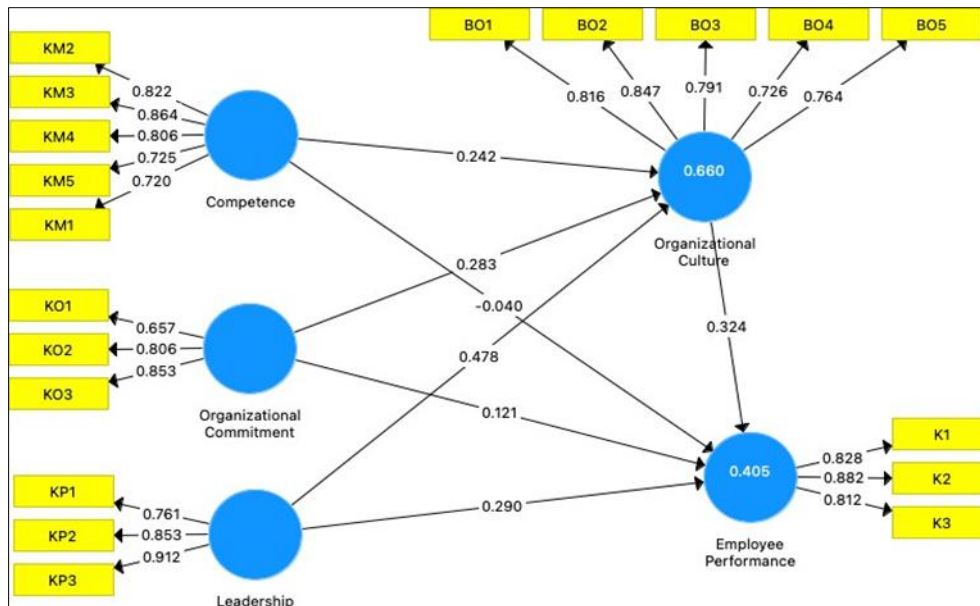 BO1
BO2
BO3
BO4
BO5
KM2
KM3
KM4
KM5
KM1
0.822
0.864
0.806
0.725
0.720
Competence
0.816
0.847
0.791
0.726
0.764
0.660
Organizational
Culture
0.242
0.283
-0.040
0.478
0.324
KO1
KO2
KO3
0.657
0.806
0.853
Organizational
Commitment
0.121
0.290
KP1
KP2
KP3
0.761
0.853
0.912
Leadership
0.405
Employee
Performance
0.828
0.882
0.812
K1
K2
K3